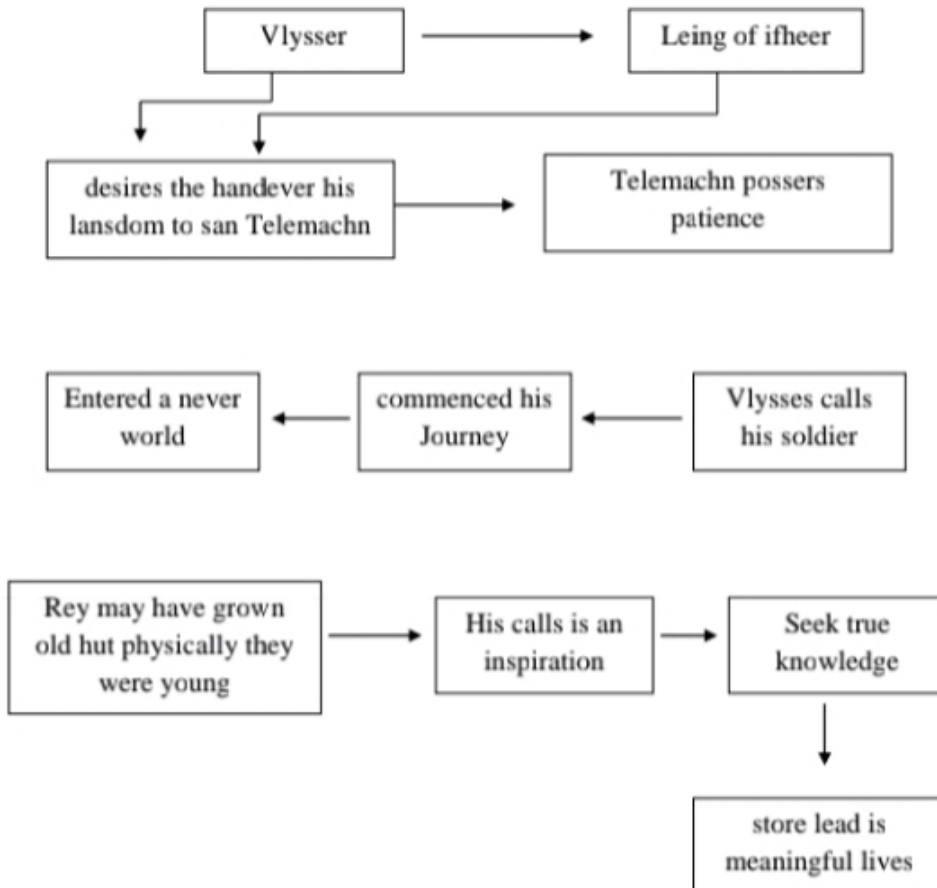 Vlysser
Leing of ifheer
desires the handever his
lansdom to san Telemachn
Telemachn possers
patience
Entered a never
world
commenced his
Journey
Vlysses calls
his soldier
Rey may have grown
old hut physically they
were young
His calls is an
inspiration
Seek true
knowledge
store lead is
meaningful lives